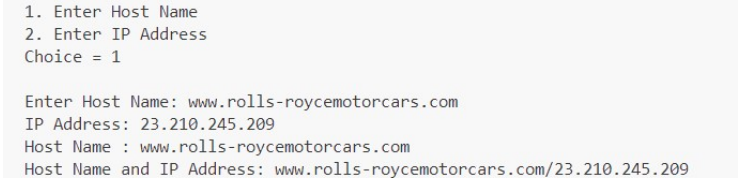 1. Enter Host Name
2. Enter IP Address
Choice = 1
Enter Host Name: www.rolls-roycemotorcars.com
IP Address: 23.210.245.209
Host Name : www.rolls-roycemotorcars.com
Host Name and IP Address: www.rolls-roycemotorcars.com/23.210.245.209